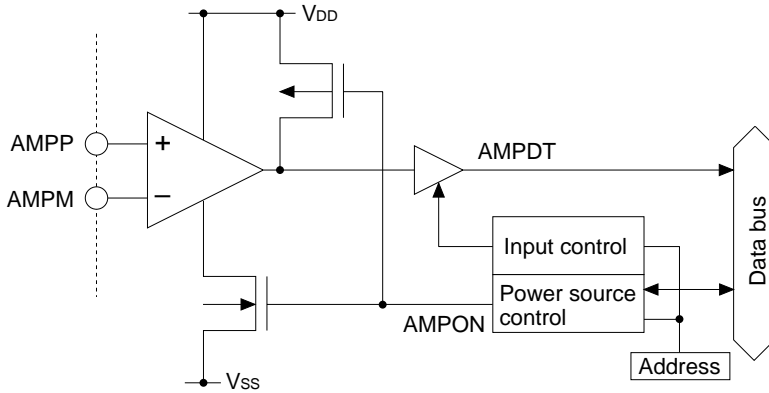 VDD
AMPP
+
AMPM
−
AMPDT
Input control
Power source
control
AMPON
Data bus
Address
VSS